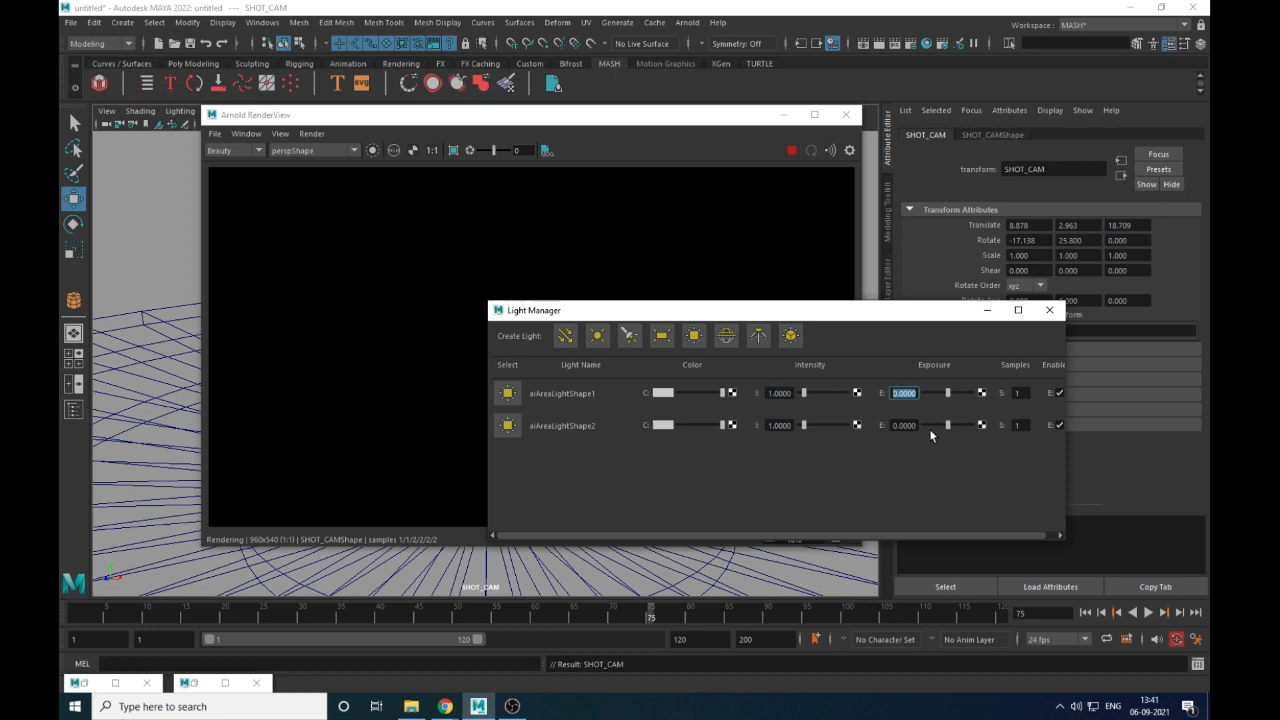 untitled* - Autodesk MAYA 2022: untitled --- SHOT_CAM
File Edit Create Select Modify Display Windows Mesh Edit Mesh Mesh Tools Mesh Display Curves Surfaces Deform UV Generate Cache Arnold Help
Workspace : MASH*
Modeling No Live Surface Symmetry: Off
Curves / Surfaces Poly Modeling Sculpting Rigging Animation Rendering FX FX Caching Custom Bifrost MASH Motion Graphics XGen TURTLE
View Shading Lighting
Arnold RenderView
File Window View Render
Beauty perspShape 1:1 0
List Selected Focus Attributes Display Show Help
SHOT_CAM SHOT_CAMShape
transform: SHOT_CAM
Focus
Presets
Show Hide
Transform Attributes
Translate 8.878 2.963 18.709
Rotate -17.138 25.800 0.000
Scale 1.000 1.000 1.000
Shear 0.000 0.000 0.000
Rotate Order xyz
0.000 0.000
Attribute Editor
Modeling Toolkit
Light Manager
Create Light:
Select Light Name Color Intensity Exposure Samples Enable
aiAreaLightShape1 C: I: 1.0000 E: 0.0000 S: 1 E:
aiAreaLightShape2 C: I: 1.0000 E: 0.0000 S: 1 E:
Rendering | 960x540 (1:1) | SHOT_CAMShape | samples 1/1/2/2/2/2
SHOT_CAM
Select Load Attributes Copy Tab
5 10 15 20 25 30 35 40 45 50 55 60 65 70 75 80 85 90 95 100 105 110 115 120
75 75
1 1 1 120 120 200 No Character Set No Anim Layer 24 fps
MEL // Result: SHOT_CAM
Type here to search
ENG
13:41
06-09-2021
1